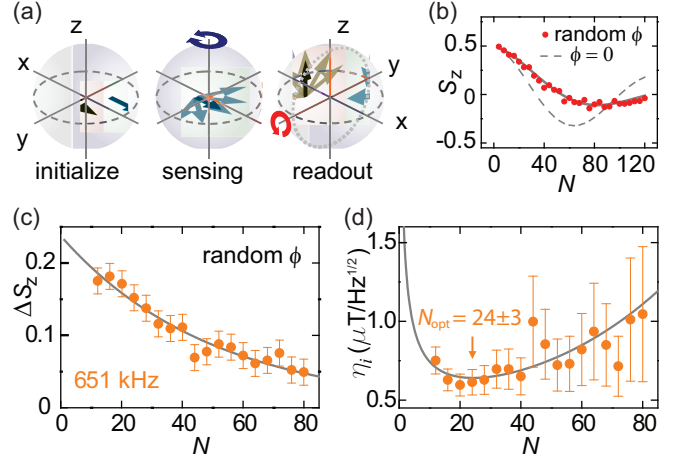 (a)
z
z
z
x
y
y
x
initialize
sensing
readout
(b)
0.5
0
-0.5
S_z
random ϕ
ϕ = 0
0
40
80
120
N
(c)
0.2
0.1
0
ΔS_z
random ϕ
651 kHz
0
20
40
60
80
N
(d)
1.5
1.0
0.5
η_i (μT/Hz^1/2)
N_opt = 24±3
0
20
40
60
80
N